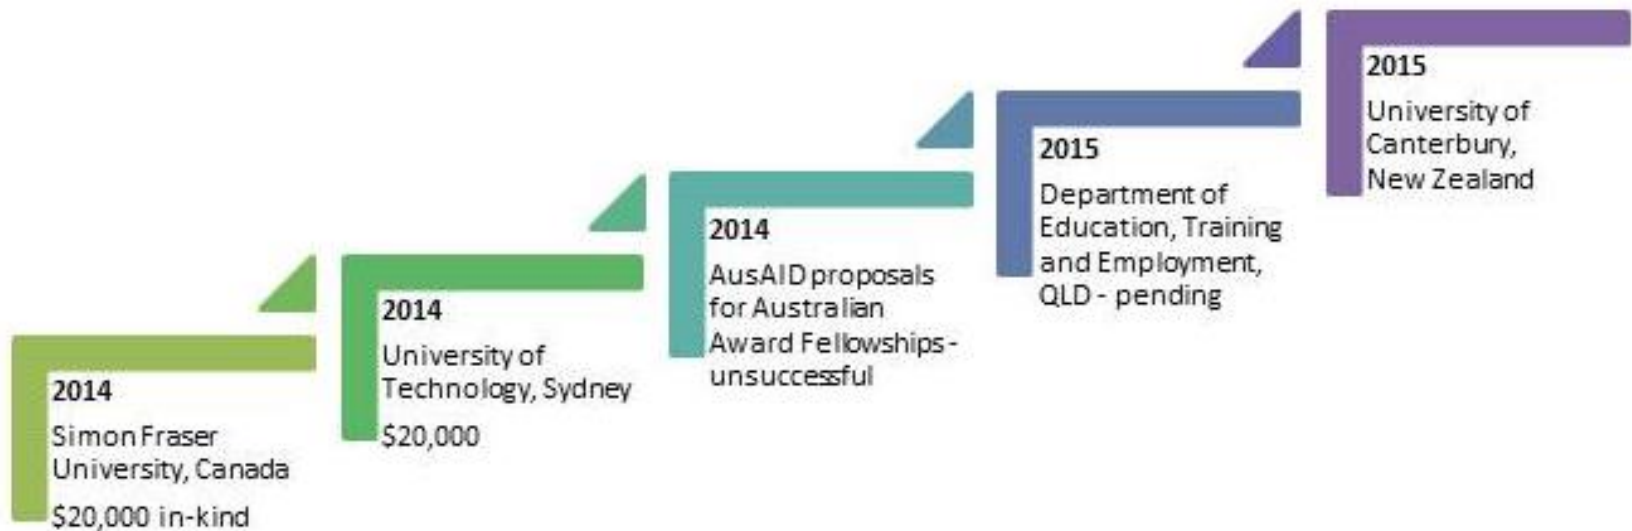 2014
Simon Fraser
University, Canada
$20,000 in-kind
2014
University of
Technology, Sydney
$20,000
2014
AusAID proposals
for Australian
Award Fellowships -
unsuccessful
2015
Department of
Education, Training
and Employment,
QLD - pending
2015
University of
Canterbury,
New Zealand